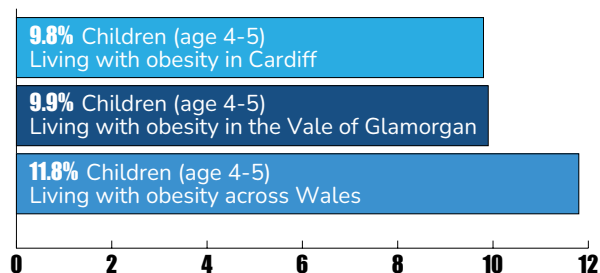 9.8% Children (age 4-5)
Living with obesity in Cardiff
9.9% Children (age 4-5)
Living with obesity in the Vale of Glamorgan
11.8% Children (age 4-5)
Living with obesity across Wales
0 2 4 6 8 10 12